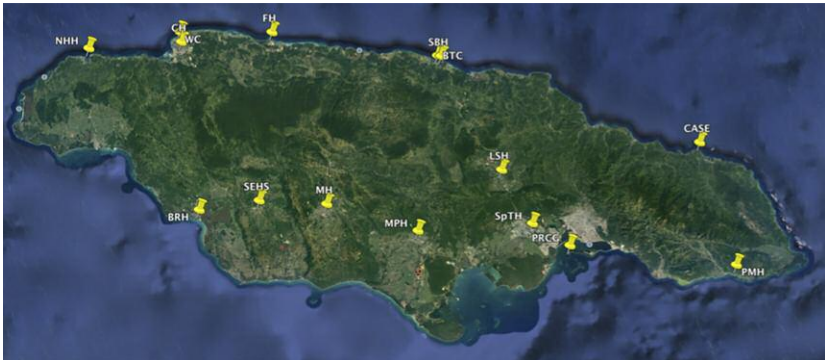 FH
CH
WC
NHH
SBH
BTC
CASE
LSH
SEHS
MH
BRH
SpTH
MPH
PRCG
PMH